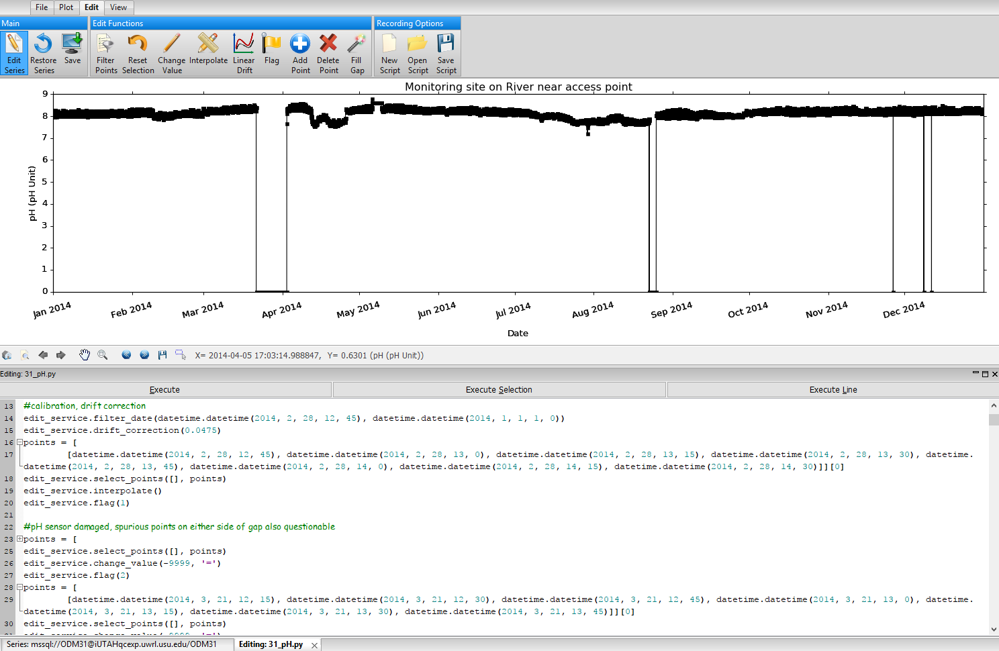 File Plot Edit View
Main Edit Functions Recording Options
Edit Series Restore Series Save Filter Points Reset Selection Change Value Interpolate Linear Drift Flag Add Point Delete Point Fill Gap New Script Open Script Save Script
Monitoring site on River near access point
9
8
7
6
5
4
3
2
1
0
pH (pH Unit)
Jan 2014 Feb 2014 Mar 2014 Apr 2014 May 2014 Jun 2014 Jul 2014 Aug 2014 Sep 2014 Oct 2014 Nov 2014 Dec 2014
Date
X= 2014-04-05 17:03:14.988847, Y= 0.6301 (pH (pH Unit))
Editing: 31_pH.py
Execute Execute Selection Execute Line
13 #calibration, drift correction
14 edit_service.filter_date(datetime.datetime(2014, 2, 28, 12, 45), datetime.datetime(2014, 1, 1, 1, 0))
15 edit_service.drift_correction(0.0475)
16 points = [
17 [datetime.datetime(2014, 2, 28, 12, 45), datetime.datetime(2014, 2, 28, 13, 0), datetime.datetime(2014, 2, 28, 13, 15), datetime.datetime(2014, 2, 28, 13, 30), datetime.
datetime(2014, 2, 28, 13, 45), datetime.datetime(2014, 2, 28, 14, 0), datetime.datetime(2014, 2, 28, 14, 15), datetime.datetime(2014, 2, 28, 14, 30)]][0]
18 edit_service.select_points([], points)
19 edit_service.interpolate()
20 edit_service.flag(1)
21
22 #pH sensor damaged, spurious points on either side of gap also questionable
23 points = [
25 edit_service.select_points([], points)
26 edit_service.change_value(-9999, '=')
27 edit_service.flag(2)
28 points = [
29 [datetime.datetime(2014, 3, 21, 12, 15), datetime.datetime(2014, 3, 21, 12, 30), datetime.datetime(2014, 3, 21, 12, 45), datetime.datetime(2014, 3, 21, 13, 0), datetime.
datetime(2014, 3, 21, 13, 15), datetime.datetime(2014, 3, 21, 13, 30), datetime.datetime(2014, 3, 21, 13, 45)]][0]
30 edit_service.select_points([], points)
Series: mssql://ODM31@iUTAHqcexp.uwrl.usu.edu/ODM31 Editing: 31_pH.py